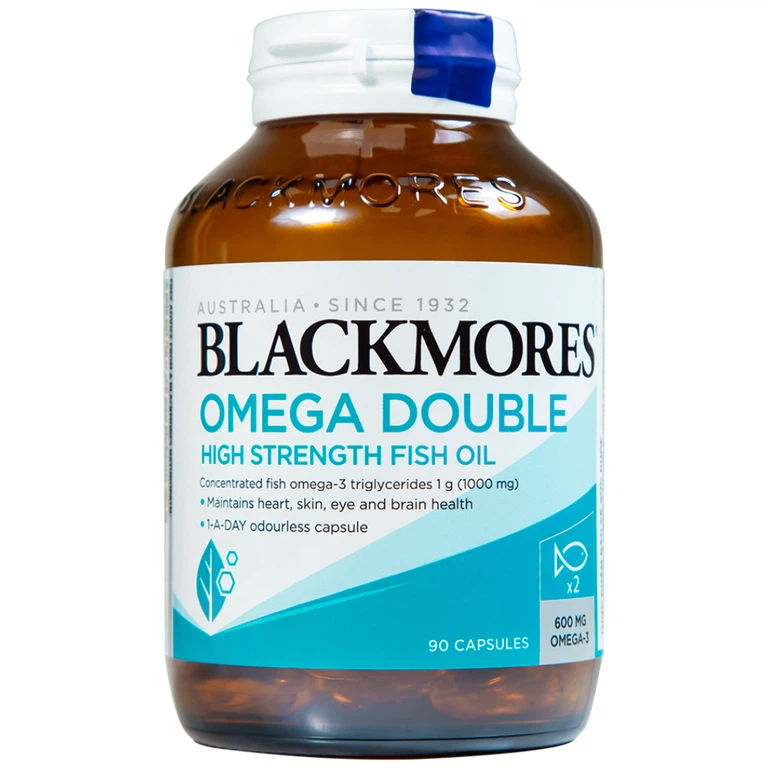 BLACKMORES
AUSTRALIA • SINCE 1932
BLACKMORES
OMEGA DOUBLE
HIGH STRENGTH FISH OIL
Concentrated fish omega-3 triglycerides 1 g (1000 mg)
• Maintains heart, skin, eye and brain health
• 1-A-DAY odourless capsule
x2
600 MG
OMEGA-3
90 CAPSULES